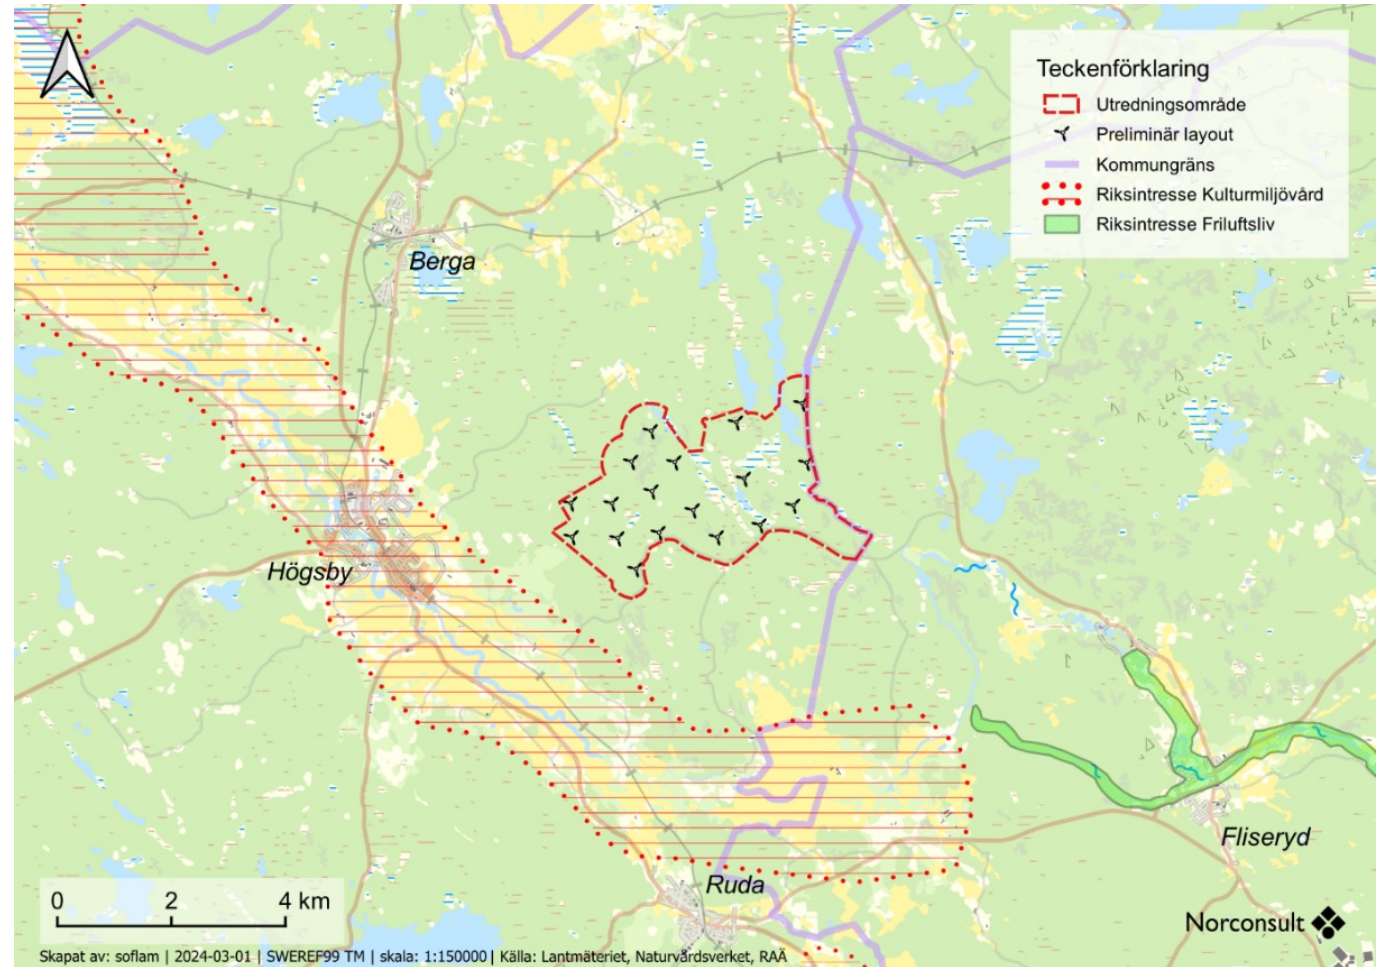 Teckenförklaring
Utredningsområde
Preliminär layout
Kommungräns
Riksintresse Kulturmiljövård
Riksintresse Friluftsliv
Berga
Högsby
Fliseryd
Ruda
0 2 4 km
Norconsult
Skapat av: soflam | 2024-03-01 | SWEREF99 TM | skala: 1:150000 | Källa: Lantmäteriet, Naturvårdsverket, RAÄ